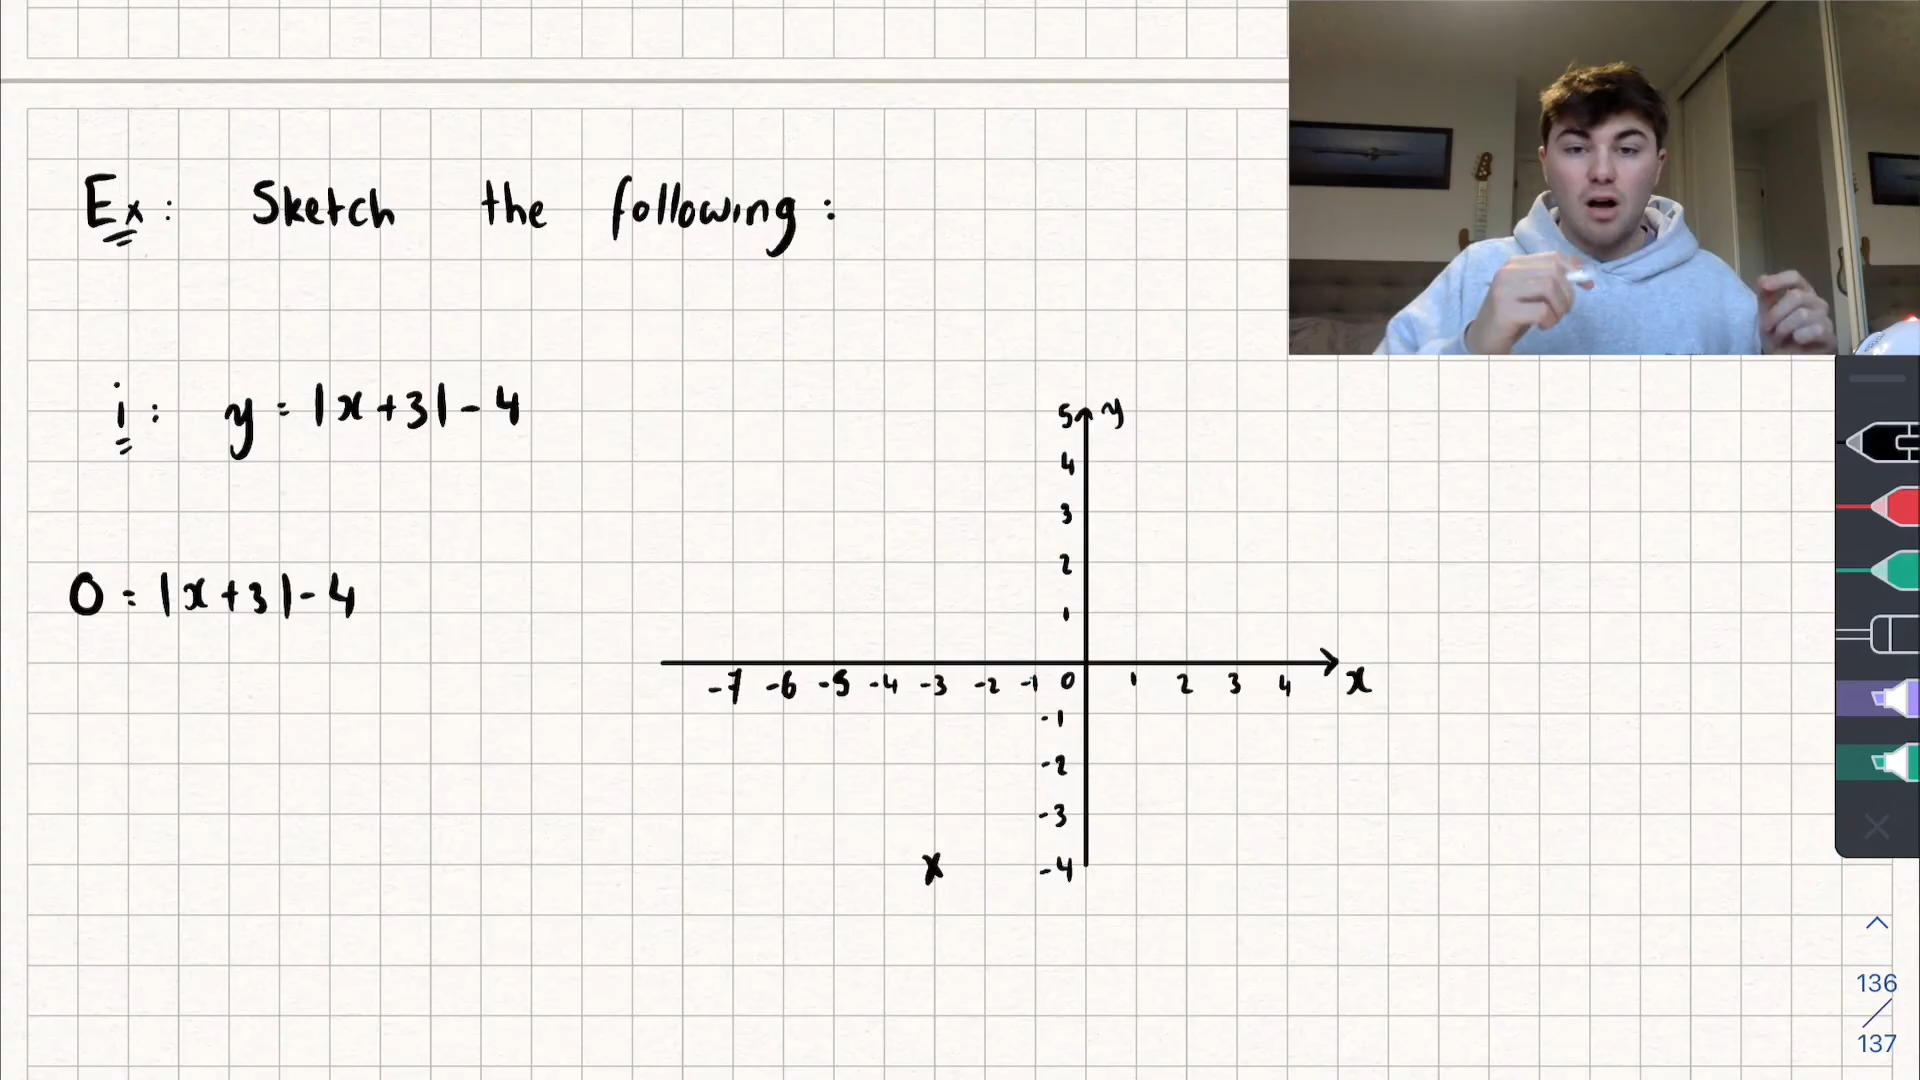 Ex: Sketch the following:
i: y = |x+3| - 4
5 y
4
3
2
1
0 = |x+3| - 4
-7 -6 -5 -4 -3 -2 -1 0 1 2 3 4 x
-1
-2
-3
x -4
136
/
137